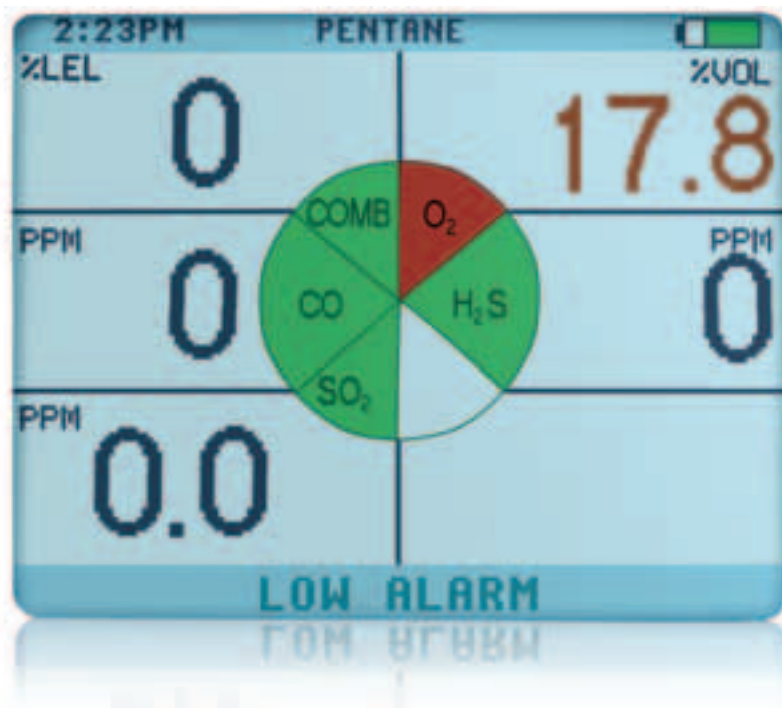 2:23PM PENTANE
%LEL 0
%VOL 17.8
COMB O₂
PPM 0
CO H₂S
PPM 0
SO₂
PPM 0.0
LOW ALARM